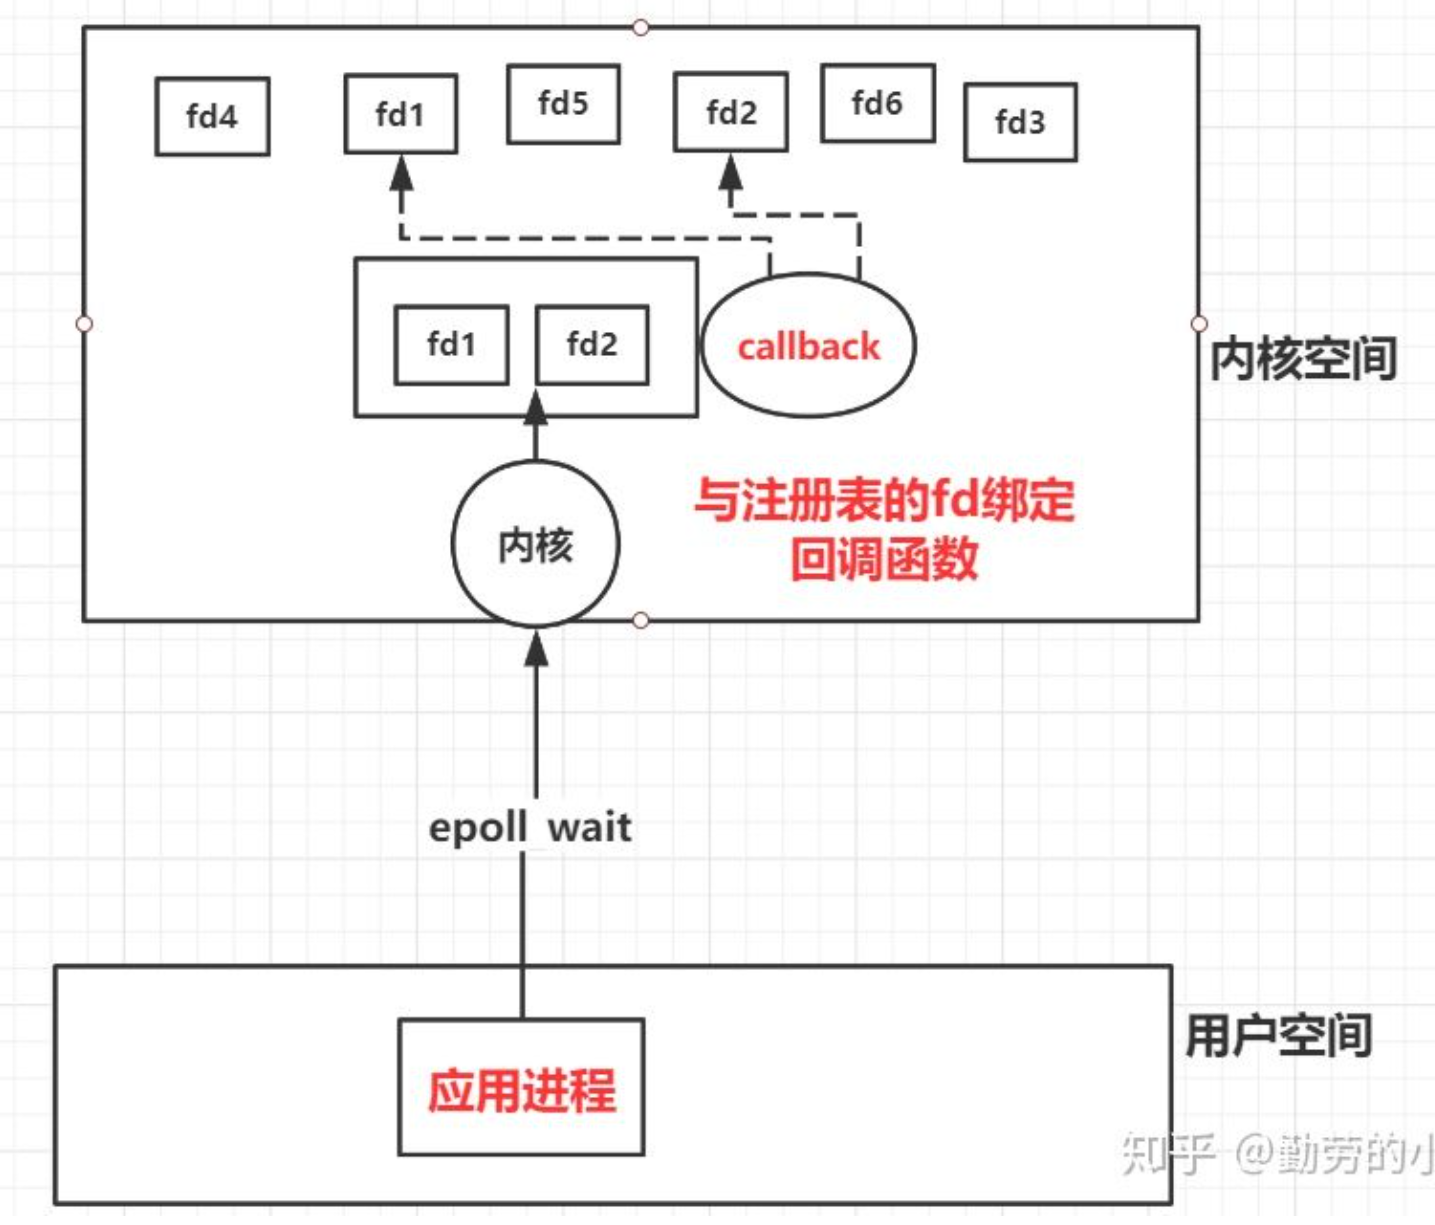 fd4
fd1
fd5
fd2
fd6
fd3
fd1
fd2
callback
内核空间
内核
与注册表的fd绑定
回调函数
epoll wait
用户空间
应用进程
知乎 @勤劳的小